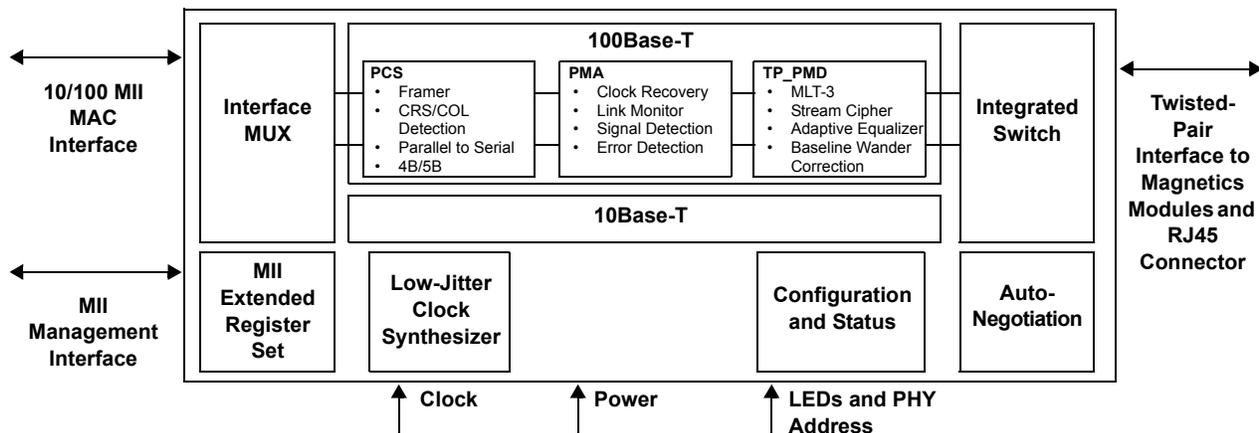 10/100 MII
MAC
Interface
MII
Management
Interface
Interface
MUX
100Base-T
PCS
• Framer
• CRS/COL
Detection
• Parallel to Serial
• 4B/5B
PMA
• Clock Recovery
• Link Monitor
• Signal Detection
• Error Detection
TP_PMD
• MLT-3
• Stream Cipher
• Adaptive Equalizer
• Baseline Wander
Correction
10Base-T
Integrated
Switch
MII
Extended
Register
Set
Low-Jitter
Clock
Synthesizer
Configuration
and Status
Auto-
Negotiation
Twisted-
Pair
Interface to
Magnetics
Modules and
RJ45
Connector
Clock
Power
LEDs and PHY
Address